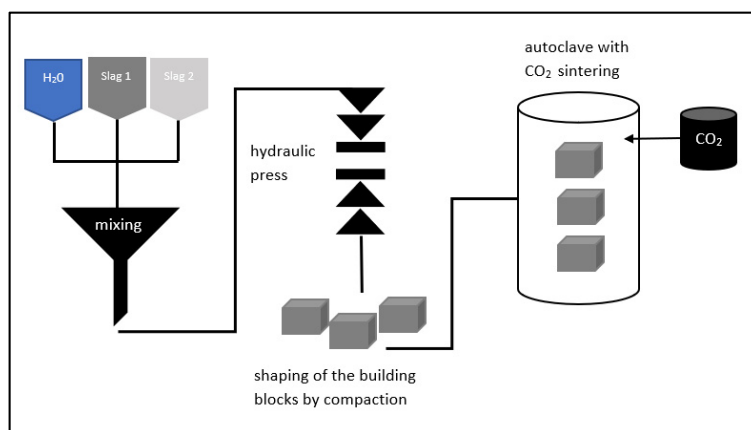 H₂0
Slag 1
Slag 2
mixing
hydraulic
press
shaping of the building
blocks by compaction
autoclave with
CO₂ sintering
CO₂